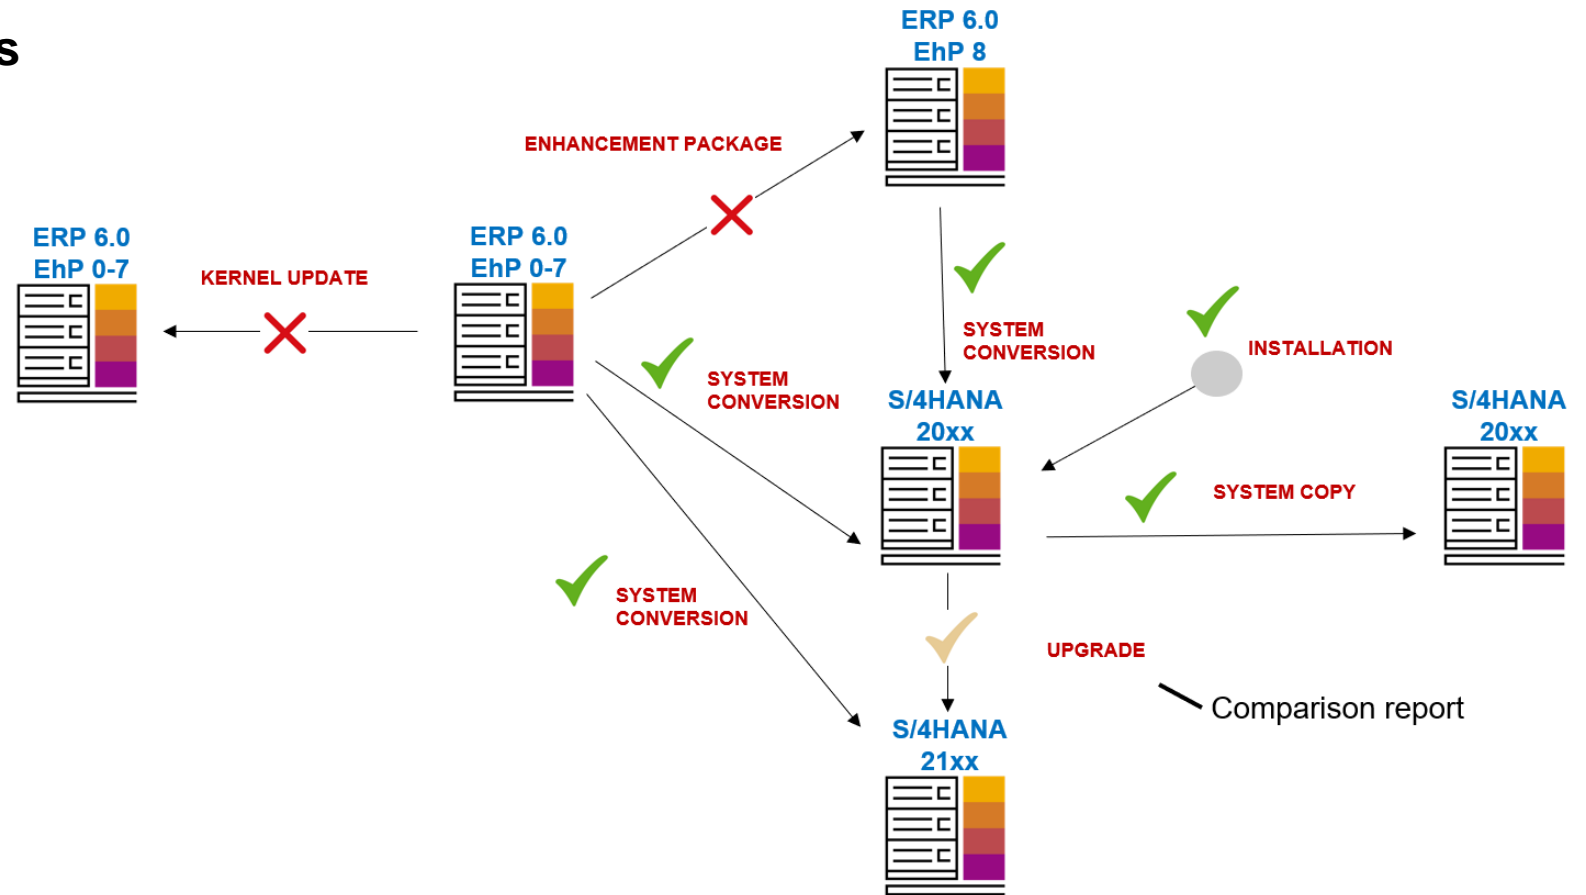 s
ERP 6.0
EhP 8
ENHANCEMENT PACKAGE
ERP 6.0
EhP 0-7
KERNEL UPDATE
ERP 6.0
EhP 0-7
SYSTEM
CONVERSION
INSTALLATION
SYSTEM
CONVERSION
S/4HANA
20xx
S/4HANA
20xx
SYSTEM COPY
SYSTEM
CONVERSION
UPGRADE
Comparison report
S/4HANA
21xx